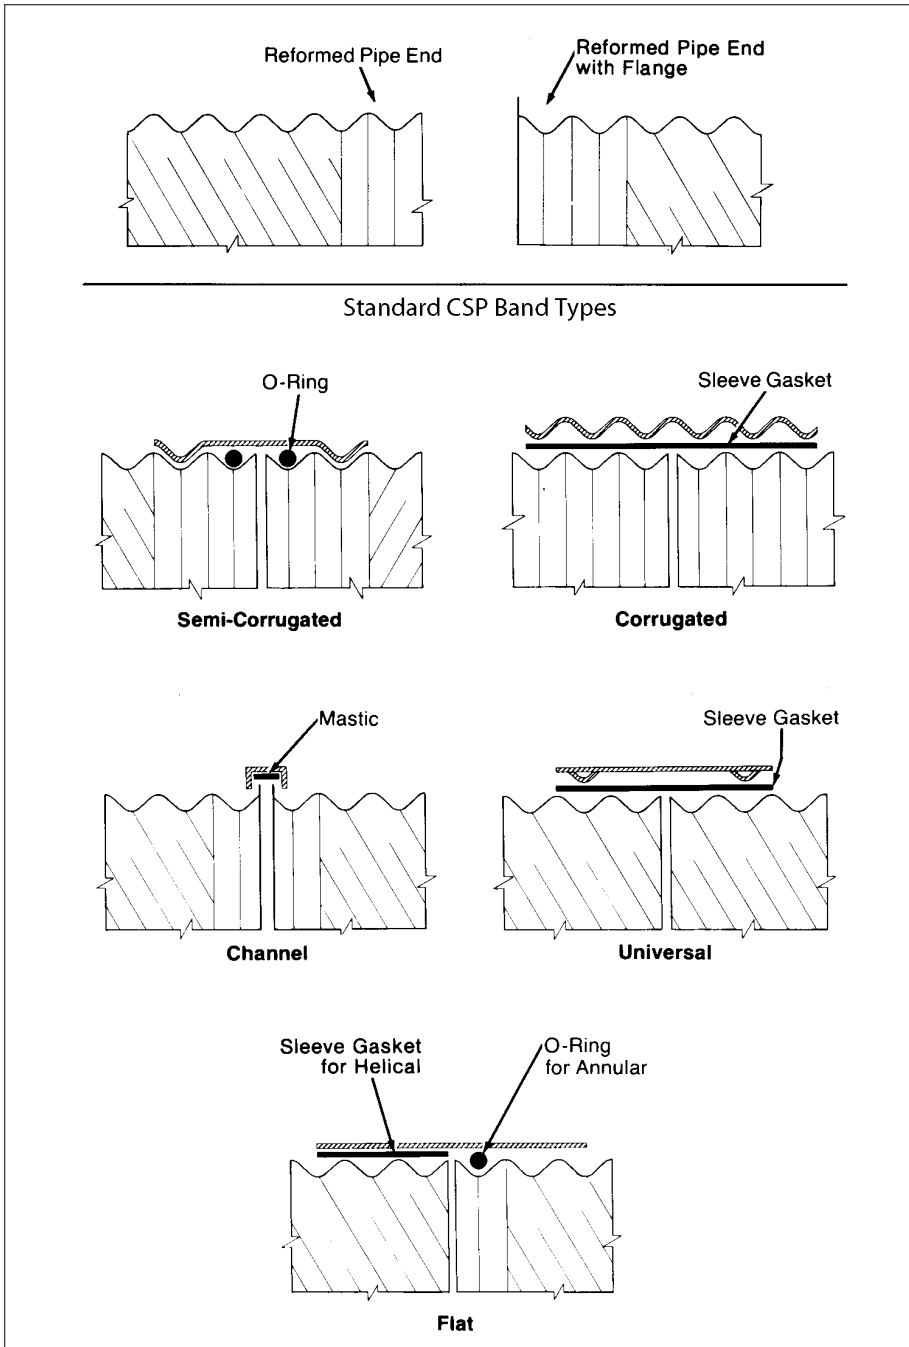 Reformed Pipe End
Reformed Pipe End
with Flange
Standard CSP Band Types
O-Ring
Sleeve Gasket
Semi-Corrugated
Corrugated
Mastic
Sleeve Gasket
Channel
Universal
Sleeve Gasket
for Helical
O-Ring
for Annular
Flat